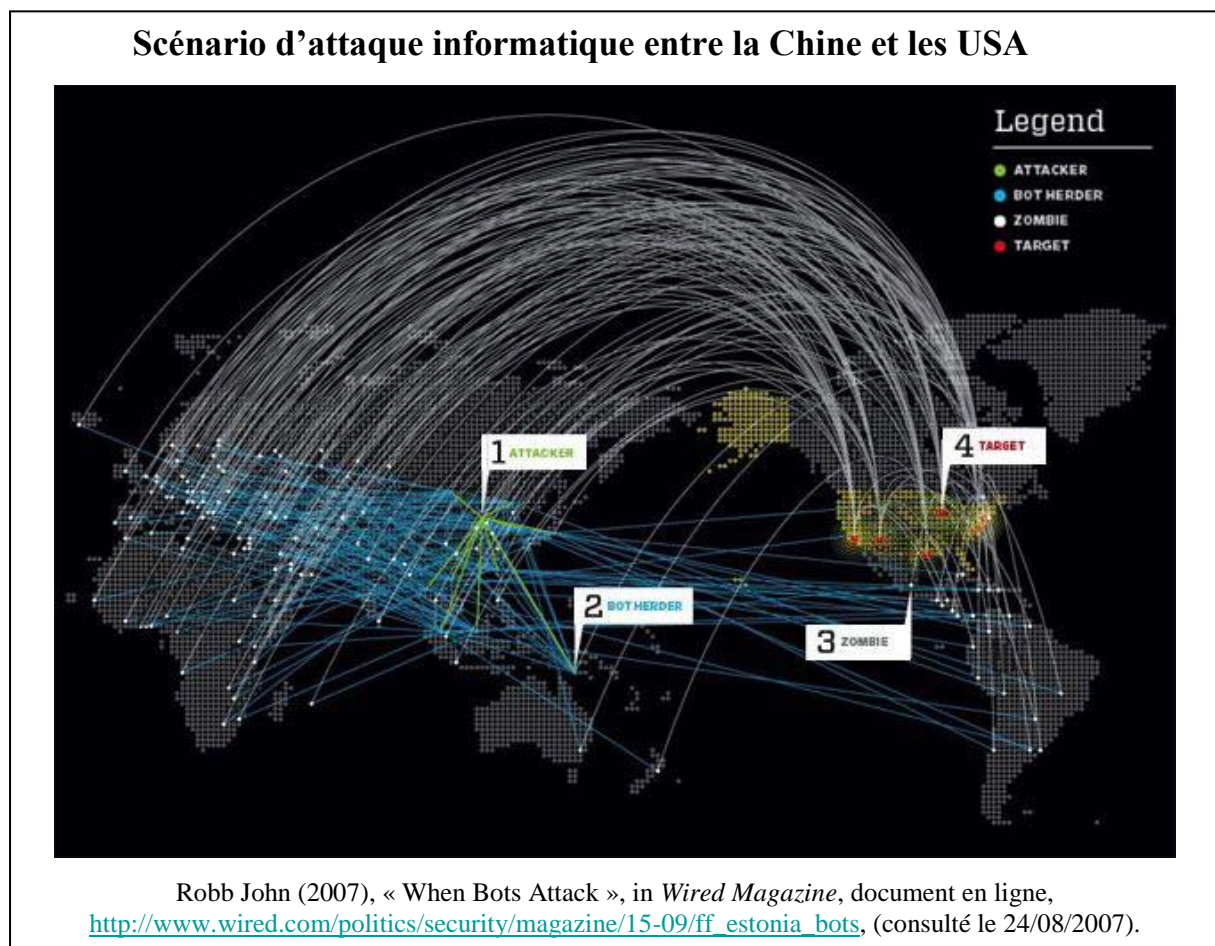 Scénario d’attaque informatique entre la Chine et les USA
Legend
ATTACKER
BOT HERDER
ZOMBIE
TARGET
1 ATTACKER
4 TARGET
2 BOT HERDER
3 ZOMBIE
Robb John (2007), « When Bots Attack », in Wired Magazine, document en ligne,
http://www.wired.com/politics/security/magazine/15-09/ff_estonia_bots, (consulté le 24/08/2007).